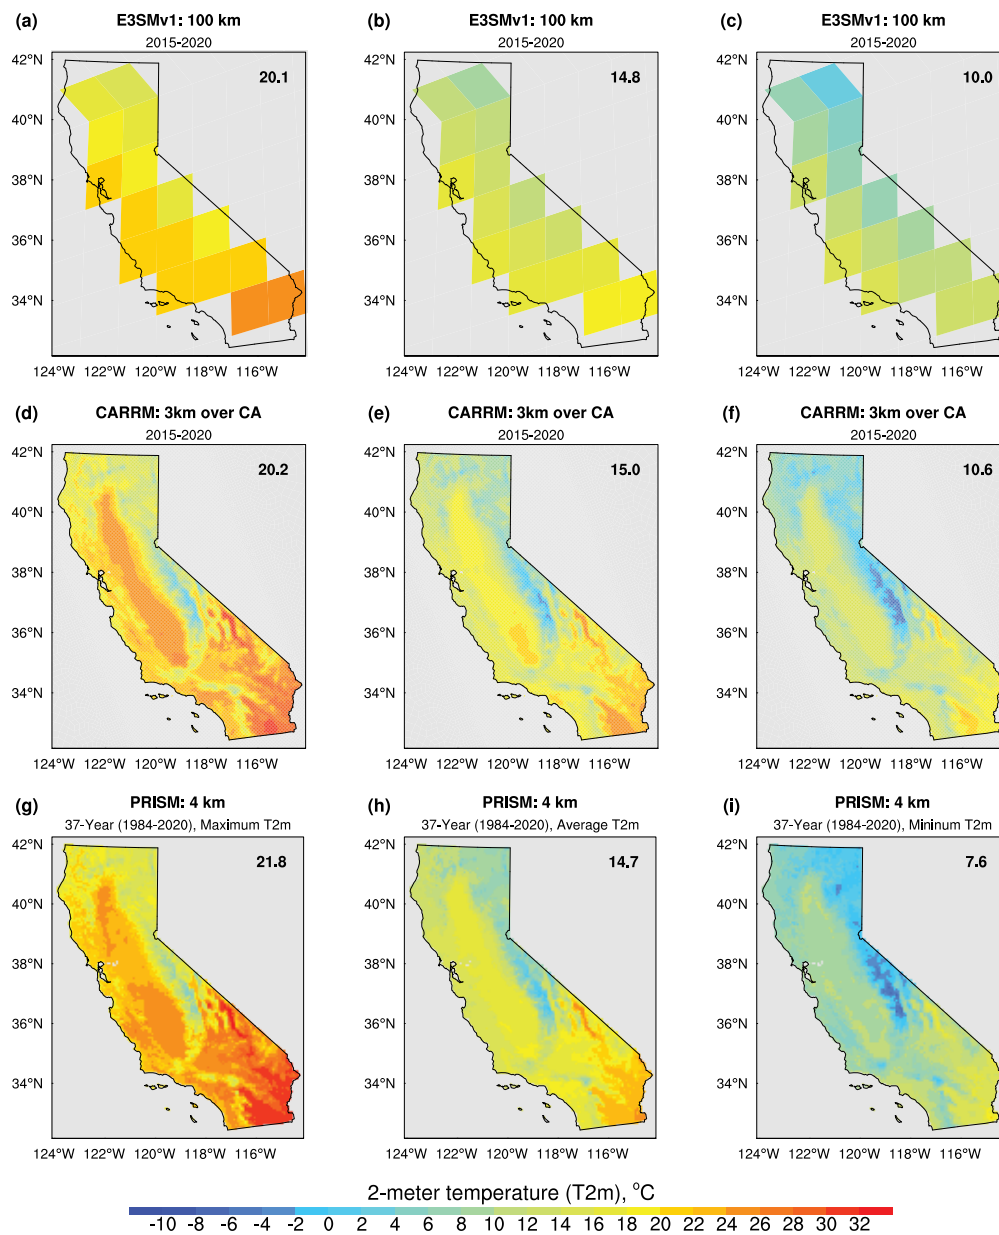 (a) E3SMv1: 100 km
2015-2020
20.1
42°N
40°N
38°N
36°N
34°N
124°W 122°W 120°W 118°W 116°W
(b) E3SMv1: 100 km
2015-2020
14.8
42°N
40°N
38°N
36°N
34°N
124°W 122°W 120°W 118°W 116°W
(c) E3SMv1: 100 km
2015-2020
10.0
42°N
40°N
38°N
36°N
34°N
124°W 122°W 120°W 118°W 116°W
(d) CARRM: 3km over CA
2015-2020
20.2
42°N
40°N
38°N
36°N
34°N
124°W 122°W 120°W 118°W 116°W
(e) CARRM: 3km over CA
2015-2020
15.0
42°N
40°N
38°N
36°N
34°N
124°W 122°W 120°W 118°W 116°W
(f) CARRM: 3km over CA
2015-2020
10.6
42°N
40°N
38°N
36°N
34°N
124°W 122°W 120°W 118°W 116°W
(g) PRISM: 4 km
37-Year (1984-2020), Maximum T2m
21.8
42°N
40°N
38°N
36°N
34°N
124°W 122°W 120°W 118°W 116°W
(h) PRISM: 4 km
37-Year (1984-2020), Average T2m
14.7
42°N
40°N
38°N
36°N
34°N
124°W 122°W 120°W 118°W 116°W
(i) PRISM: 4 km
37-Year (1984-2020), Mininum T2m
7.6
42°N
40°N
38°N
36°N
34°N
124°W 122°W 120°W 118°W 116°W
2-meter temperature (T2m), °C
-10 -8 -6 -4 -2 0 2 4 6 8 10 12 14 16 18 20 22 24 26 28 30 32